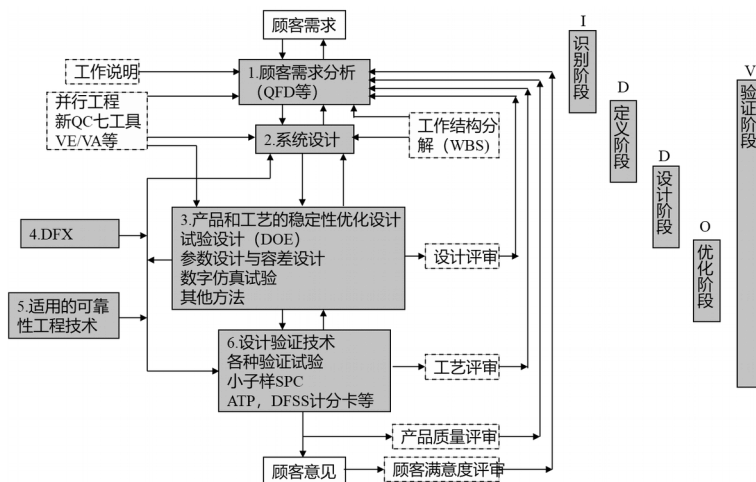 顾客需求
工作说明
1.顾客需求分析
（QFD等）
并行工程
新QC七工具
VE/VA等
2.系统设计
工作结构分
解（WBS）
3.产品和工艺的稳定性优化设计
试验设计（DOE）
参数设计与容差设计
数字仿真试验
其他方法
4.DFX
设计评审
5.适用的可靠
性工程技术
6.设计验证技术
各种验证试验
小子样SPC
ATP，DFSS计分卡等
工艺评审
产品质量评审
顾客意见
顾客满意度评审
I
识别阶段
D
定义阶段
D
设计阶段
O
优化阶段
V
验证阶段